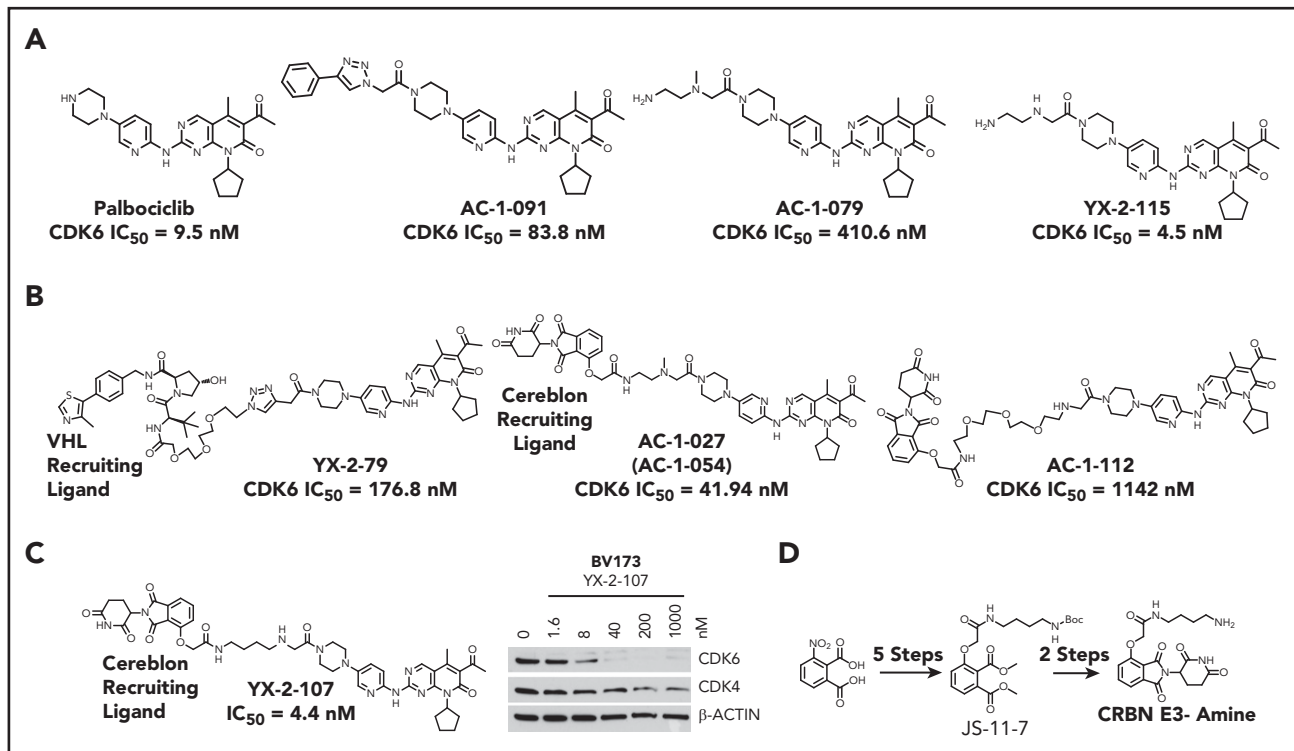 A
Palbociclib
CDK6 IC50 = 9.5 nM
AC-1-091
CDK6 IC50 = 83.8 nM
AC-1-079
CDK6 IC50 = 410.6 nM
YX-2-115
CDK6 IC50 = 4.5 nM
B
VHL
Recruiting
Ligand
YX-2-79
CDK6 IC50 = 176.8 nM
Cereblon
Recruiting
Ligand
AC-1-027
(AC-1-054)
CDK6 IC50 = 41.94 nM
AC-1-112
CDK6 IC50 = 1142 nM
C
Cereblon
Recruiting
Ligand
YX-2-107
IC50 = 4.4 nM
BV173
YX-2-107
0 1.6 8 40 200 1000 nM
CDK6
CDK4
β-ACTIN
D
5 Steps
JS-11-7
2 Steps
CRBN E3- Amine